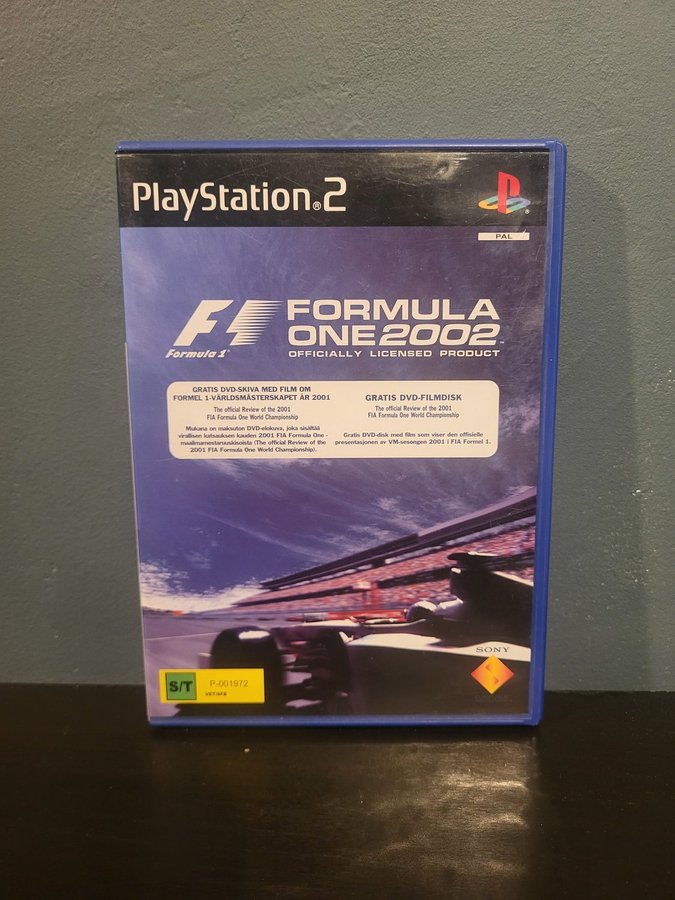 PlayStation®2
PAL
F1
Formula 1®
FORMULA
ONE 2002™
OFFICIALLY LICENSED PRODUCT
GRATIS DVD-SKIVA MED FILM OM
FORMEL 1-VÄRLDSMÄSTERSKAPET ÅR 2001
The official Review of the 2001
FIA Formula One World Championship
Mukana on maksuton DVD-elokuva, joka sisältää
virallisen katsauksen kauden 2001 FIA Formula One -
maailmanmestaruuskisoista (The official Review of the
2001 FIA Formula One World Championship).
GRATIS DVD-FILMDISK
The official Review of the 2001
FIA Formula One World Championship
Gratis DVD-disk med film som viser den offisielle
presentasjonen av VM-sesongen 2001 i FIA Formel 1.
SONY
S/T
P-001972